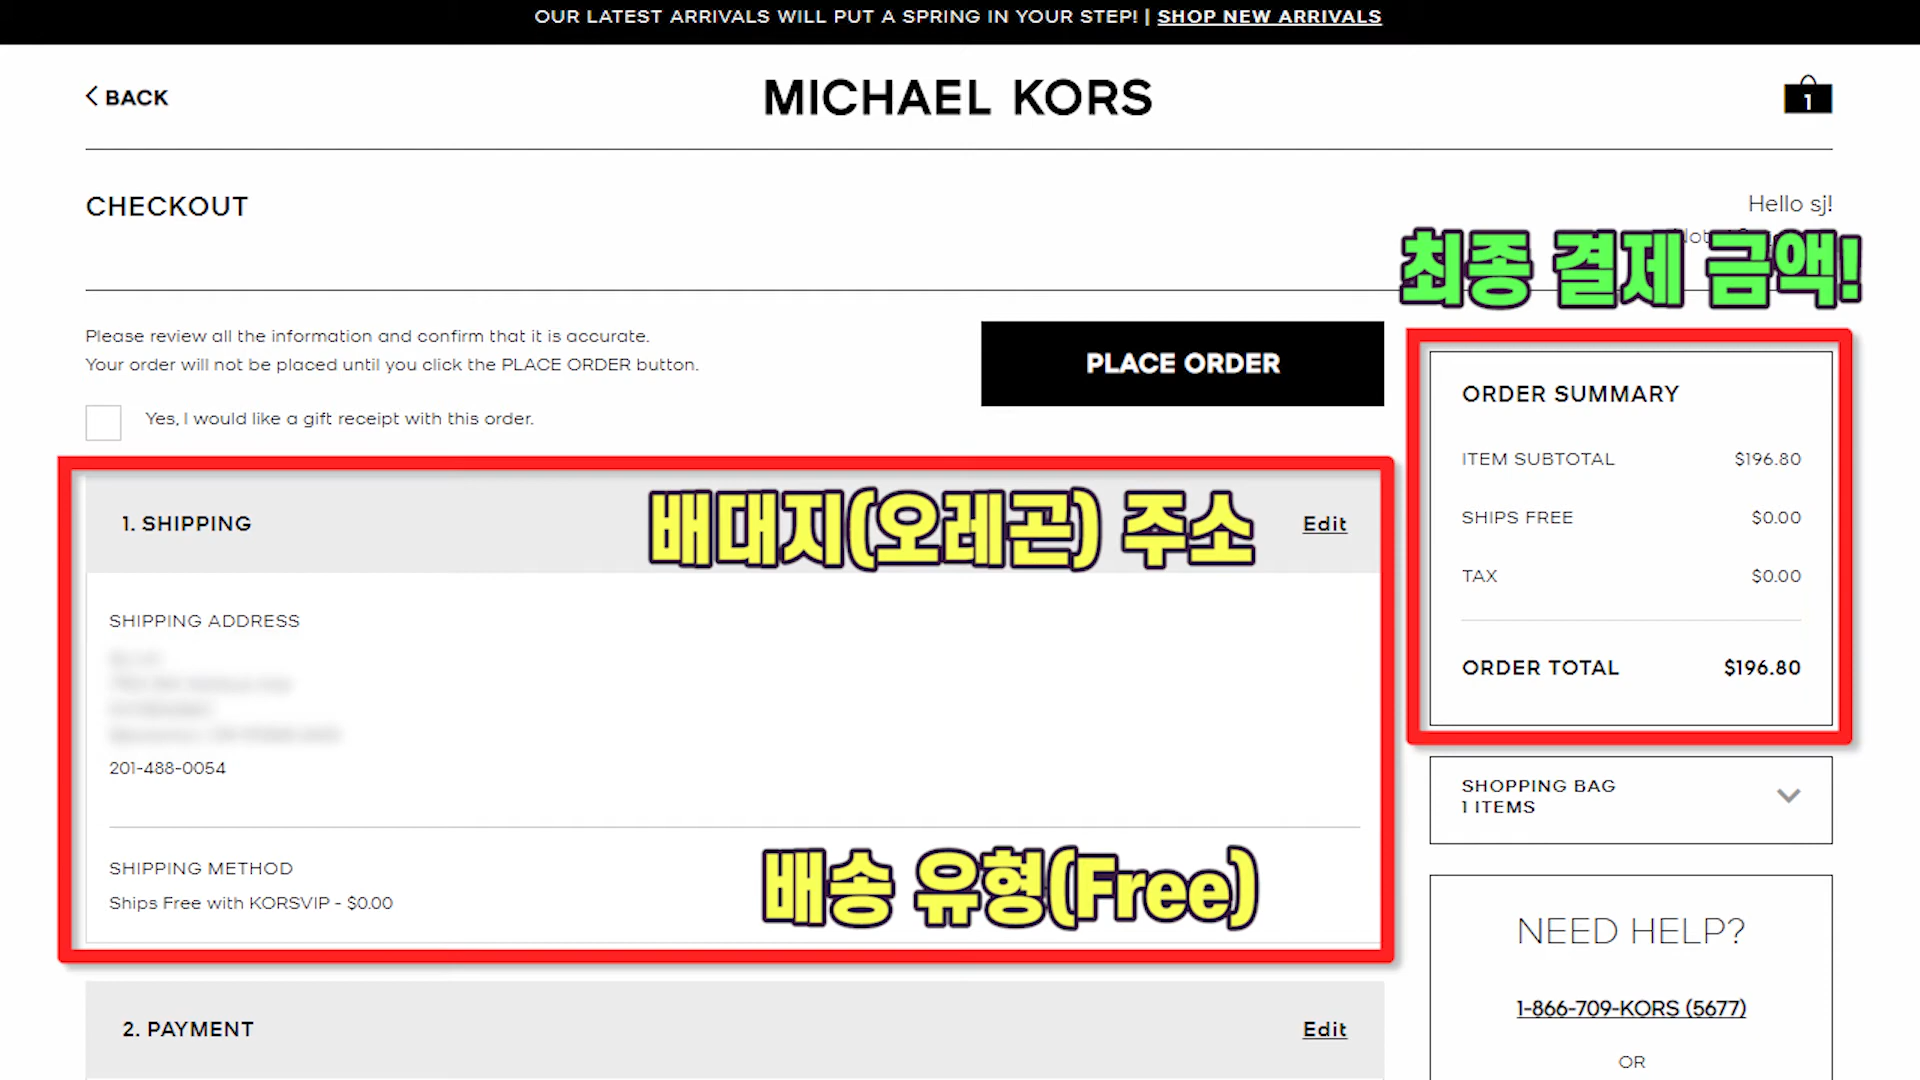 OUR LATEST ARRIVALS WILL PUT A SPRING IN YOUR STEP! | SHOP NEW ARRIVALS
BACK
MICHAEL KORS
1
CHECKOUT
Hello sj!
최종 결제 금액!
Please review all the information and confirm that it is accurate.
Your order will not be placed until you click the PLACE ORDER button.
PLACE ORDER
Yes, I would like a gift receipt with this order.
ORDER SUMMARY
ITEM SUBTOTAL $196.80
SHIPS FREE $0.00
TAX $0.00
ORDER TOTAL $196.80
1. SHIPPING
배대지(오레곤) 주소
Edit
SHIPPING ADDRESS
201-488-0054
SHIPPING METHOD
Ships Free with KORSVIP - $0.00
배송 유형(Free)
SHOPPING BAG
1 ITEMS
NEED HELP?
1-866-709-KORS (5677)
OR
2. PAYMENT
Edit